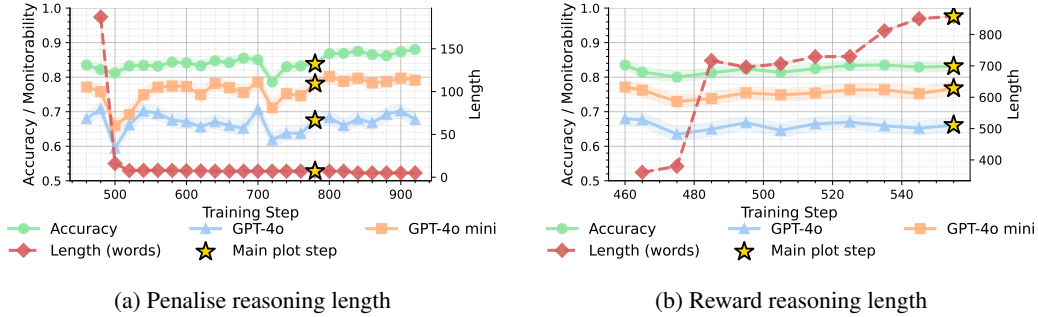 Accuracy / Monitorability
1.0
0.9
0.8
0.7
0.6
0.5
500
600
700
800
900
Training Step
150
100
50
0
Length
Accuracy
GPT-4o
GPT-4o mini
Length (words)
Main plot step
(a) Penalise reasoning length
Accuracy / Monitorability
1.0
0.9
0.8
0.7
0.6
0.5
460
480
500
520
540
Training Step
800
700
600
500
400
Length
Accuracy
GPT-4o
GPT-4o mini
Length (words)
Main plot step
(b) Reward reasoning length